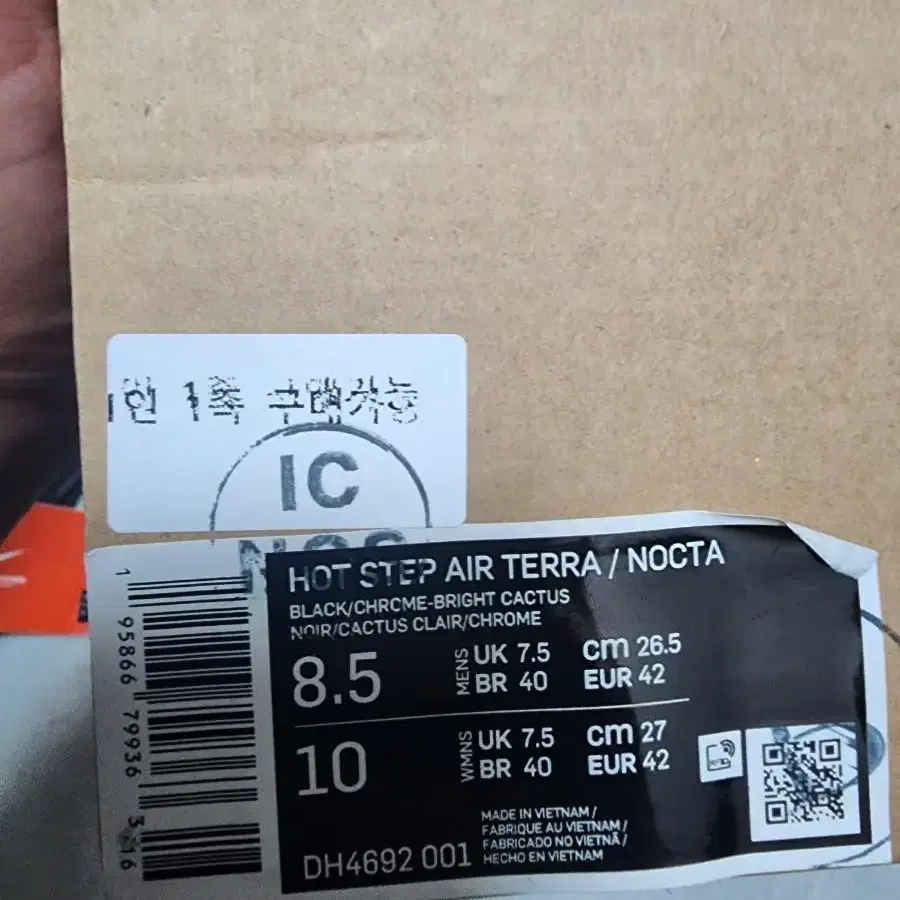 1인 1족 구매가능
IC
NOS
HOT STEP AIR TERRA / NOCTA
BLACK/CHROME-BRIGHT CACTUS
NOIR/CACTUS CLAIR/CHROME
8.5 MENS UK 7.5 cm 26.5
BR 40 EUR 42
10 WMNS UK 7.5 cm 27
BR 40 EUR 42
MADE IN VIETNAM /
FABRIQUE AU VIETNAM /
FABRICADO NO VIETNÃ /
HECHO EN VIETNAM
DH4692 001
1 95866 79936